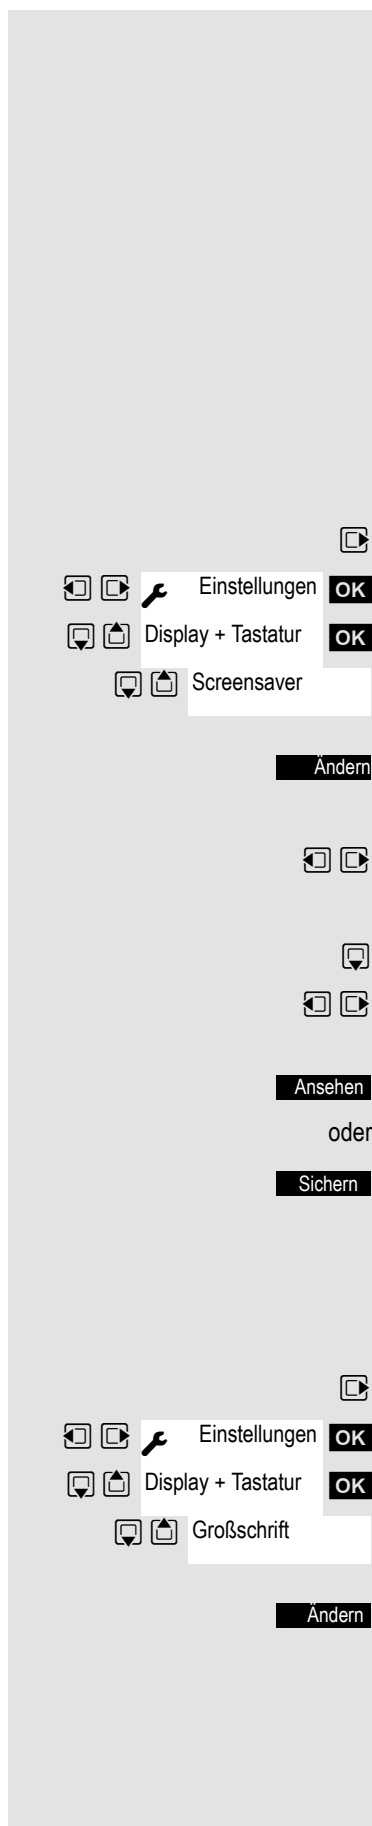 Einstellungen OK
Display + Tastatur OK
Screensaver
Ändern
Ansehen
oder
Sichern
Einstellungen OK
Display + Tastatur OK
Großschrift
Ändern